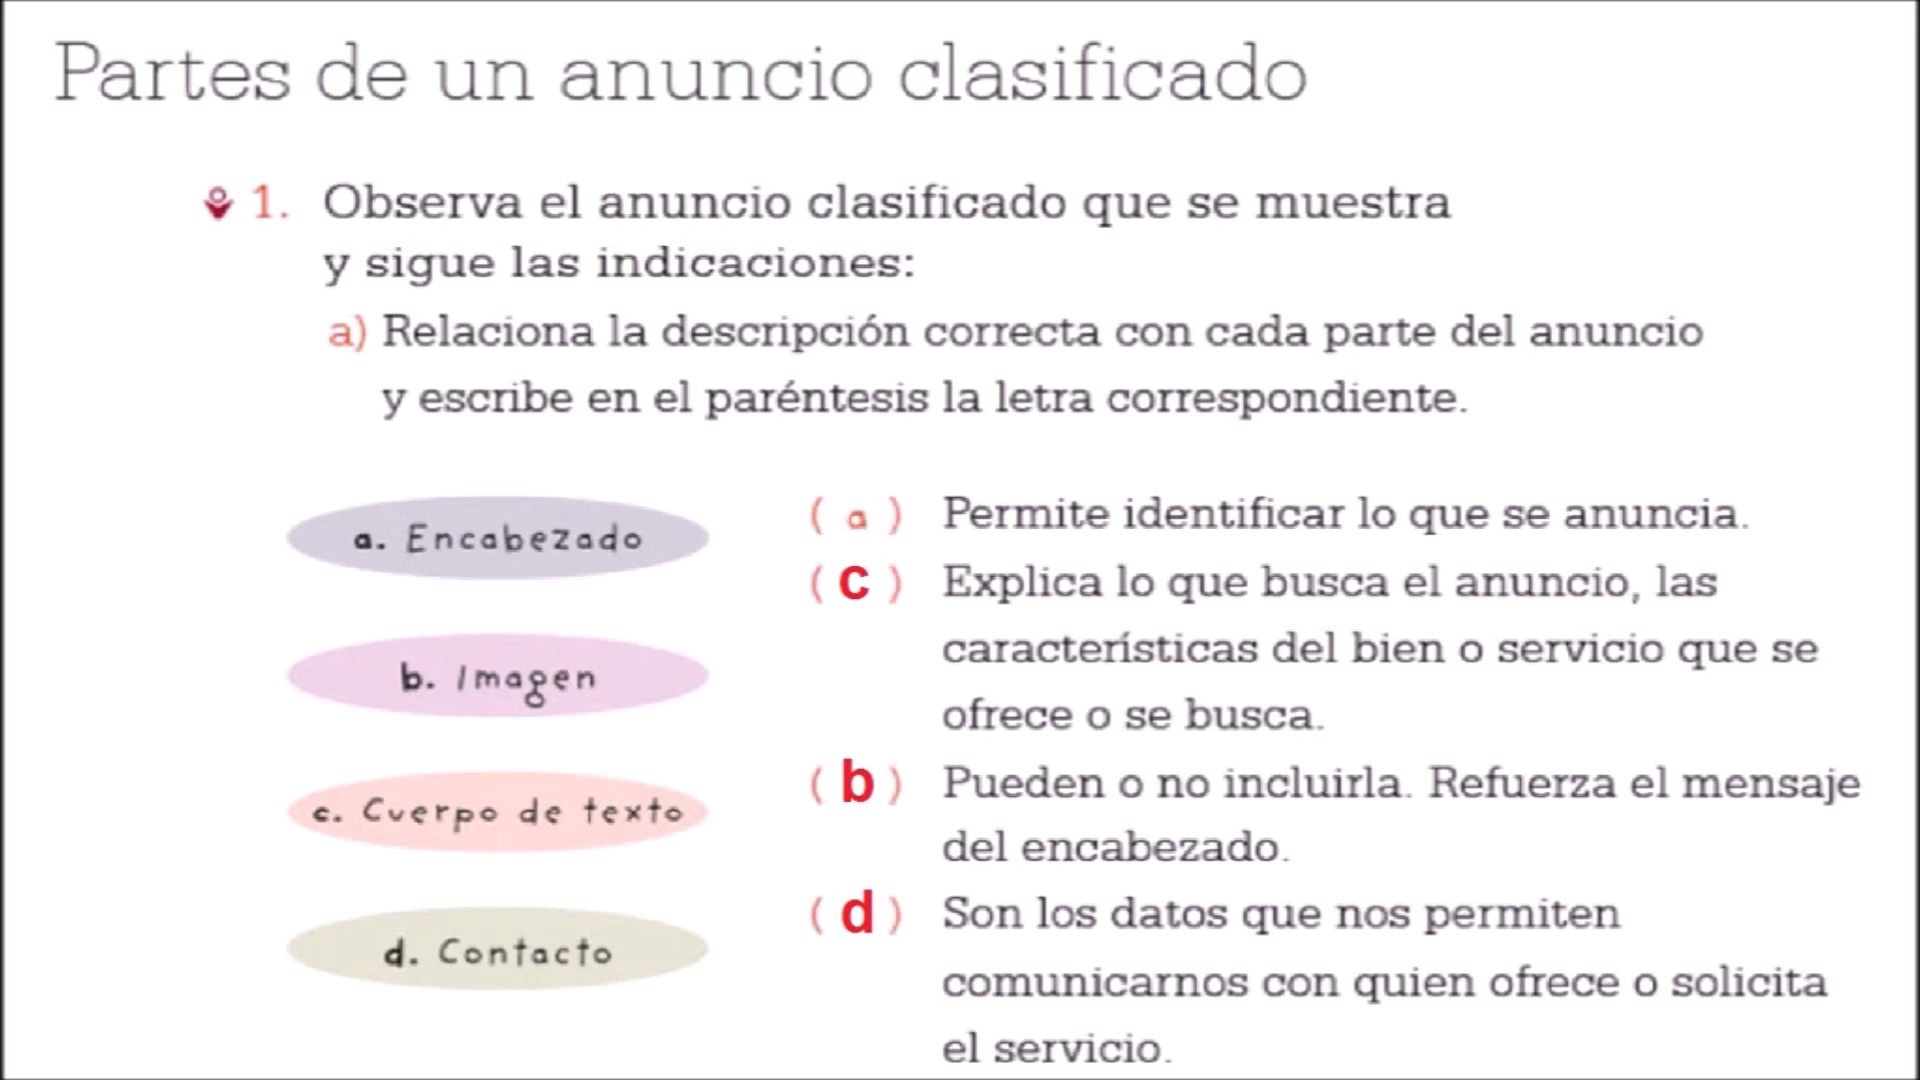 Partes de un anuncio clasificado
1. Observa el anuncio clasificado que se muestra
y sigue las indicaciones:
a) Relaciona la descripción correcta con cada parte del anuncio
y escribe en el paréntesis la letra correspondiente.
a. Encabezado
b. Imagen
c. Cuerpo de texto
d. Contacto
( a ) Permite identificar lo que se anuncia.
( c ) Explica lo que busca el anuncio, las
características del bien o servicio que se
ofrece o se busca.
( b ) Pueden o no incluirla. Refuerza el mensaje
del encabezado.
( d ) Son los datos que nos permiten
comunicarnos con quien ofrece o solicita
el servicio.